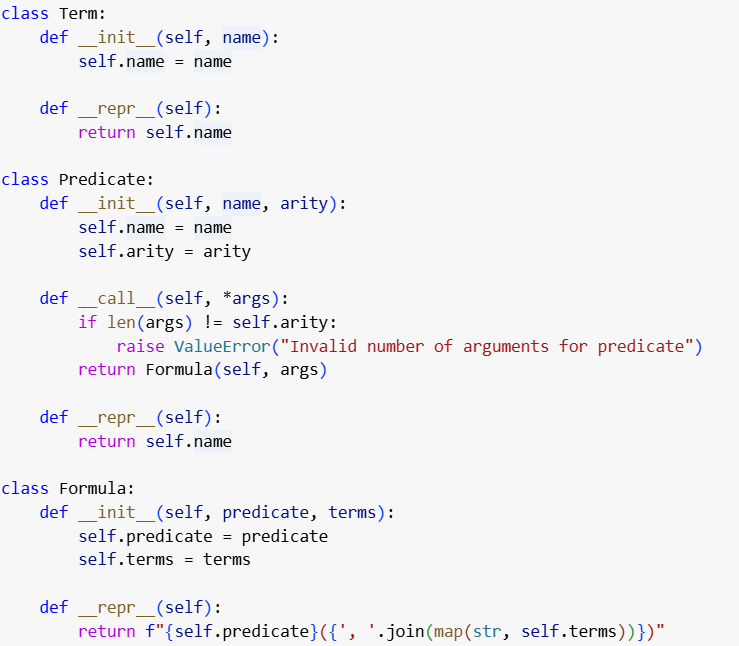 class Term:
    def __init__(self, name):
        self.name = name

    def __repr__(self):
        return self.name

class Predicate:
    def __init__(self, name, arity):
        self.name = name
        self.arity = arity

    def __call__(self, *args):
        if len(args) != self.arity:
            raise ValueError("Invalid number of arguments for predicate")
        return Formula(self, args)

    def __repr__(self):
        return self.name

class Formula:
    def __init__(self, predicate, terms):
        self.predicate = predicate
        self.terms = terms

    def __repr__(self):
        return f"{self.predicate}({', '.join(map(str, self.terms))})"